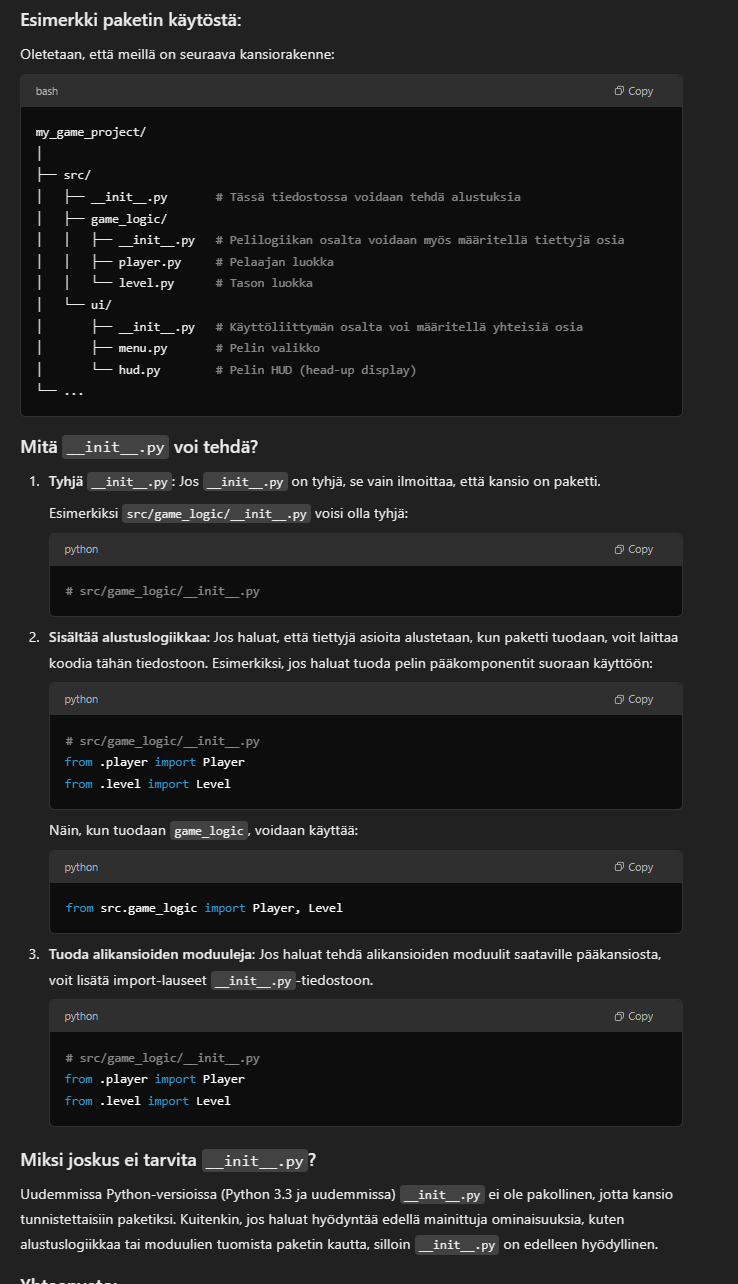 Esimerkki paketin käytöstä:
Oletetaan, että meillä on seuraava kansiorakenne:
bash Copy
my_game_project/
│
├── src/
│   ├── __init__.py       # Tässä tiedostossa voidaan tehdä alustuksia
│   ├── game_logic/
│   │   ├── __init__.py   # Pelilogiikan osalta voidaan myös määritellä tiettyjä osia
│   │   ├── player.py     # Pelaajan luokka
│   │   └── level.py      # Tason luokka
│   └── ui/
│       ├── __init__.py   # Käyttöliittymän osalta voi määritellä yhteisiä osia
│       ├── menu.py       # Pelin valikko
│       └── hud.py        # Pelin HUD (head-up display)
└── ...
Mitä __init__.py voi tehdä?
1. Tyhjä __init__.py: Jos __init__.py on tyhjä, se vain ilmoittaa, että kansio on paketti.
Esimerkiksi src/game_logic/__init__.py voisi olla tyhjä:
python Copy
# src/game_logic/__init__.py
2. Sisältää alustuslogiikkaa: Jos haluat, että tiettyjä asioita alustetaan, kun paketti tuodaan, voit laittaa
koodia tähän tiedostoon. Esimerkiksi, jos haluat tuoda pelin pääkomponentit suoraan käyttöön:
python Copy
# src/game_logic/__init__.py
from .player import Player
from .level import Level
Näin, kun tuodaan game_logic, voidaan käyttää:
python Copy
from src.game_logic import Player, Level
3. Tuoda alikansioiden moduuleja: Jos haluat tehdä alikansioiden moduulit saataville pääkansiosta,
voit lisätä import-lauseet __init__.py-tiedostoon.
python Copy
# src/game_logic/__init__.py
from .player import Player
from .level import Level
Miksi joskus ei tarvita __init__.py?
Uudemmissa Python-versioissa (Python 3.3 ja uudemmissa) __init__.py ei ole pakollinen, jotta kansio
tunnistettaisiin paketiksi. Kuitenkin, jos haluat hyödyntää edellä mainittuja ominaisuuksia, kuten
alustuslogiikkaa tai moduulien tuomista paketin kautta, silloin __init__.py on edelleen hyödyllinen.